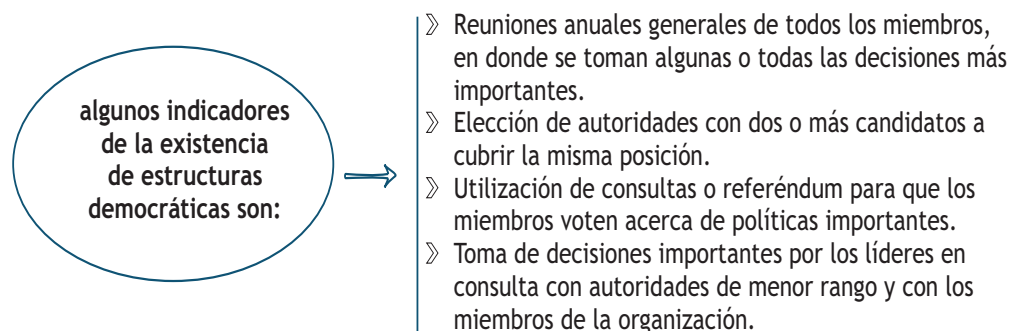 algunos indicadores
de la existencia
de estructuras
democráticas son:
》 Reuniones anuales generales de todos los miembros,
en donde se toman algunas o todas las decisiones más
importantes.
》 Elección de autoridades con dos o más candidatos a
cubrir la misma posición.
》 Utilización de consultas o referéndum para que los
miembros voten acerca de políticas importantes.
》 Toma de decisiones importantes por los líderes en
consulta con autoridades de menor rango y con los
miembros de la organización.